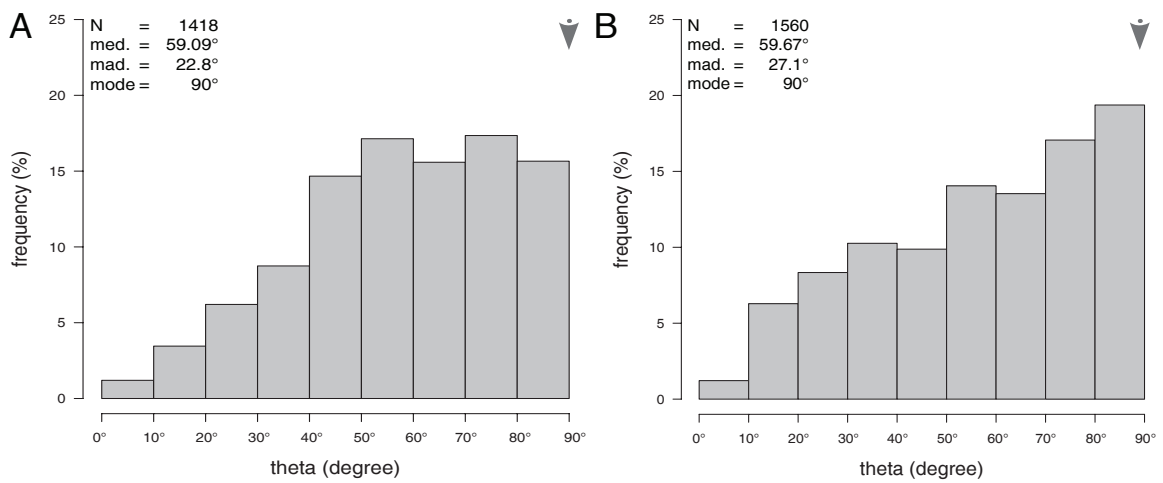 A
N = 1418
med. = 59.09°
mad. = 22.8°
mode = 90°
25
20
15
10
5
0
frequency (%)
0° 10° 20° 30° 40° 50° 60° 70° 80° 90°
theta (degree)
B
N = 1560
med. = 59.67°
mad. = 27.1°
mode = 90°
25
20
15
10
5
0
frequency (%)
0° 10° 20° 30° 40° 50° 60° 70° 80° 90°
theta (degree)